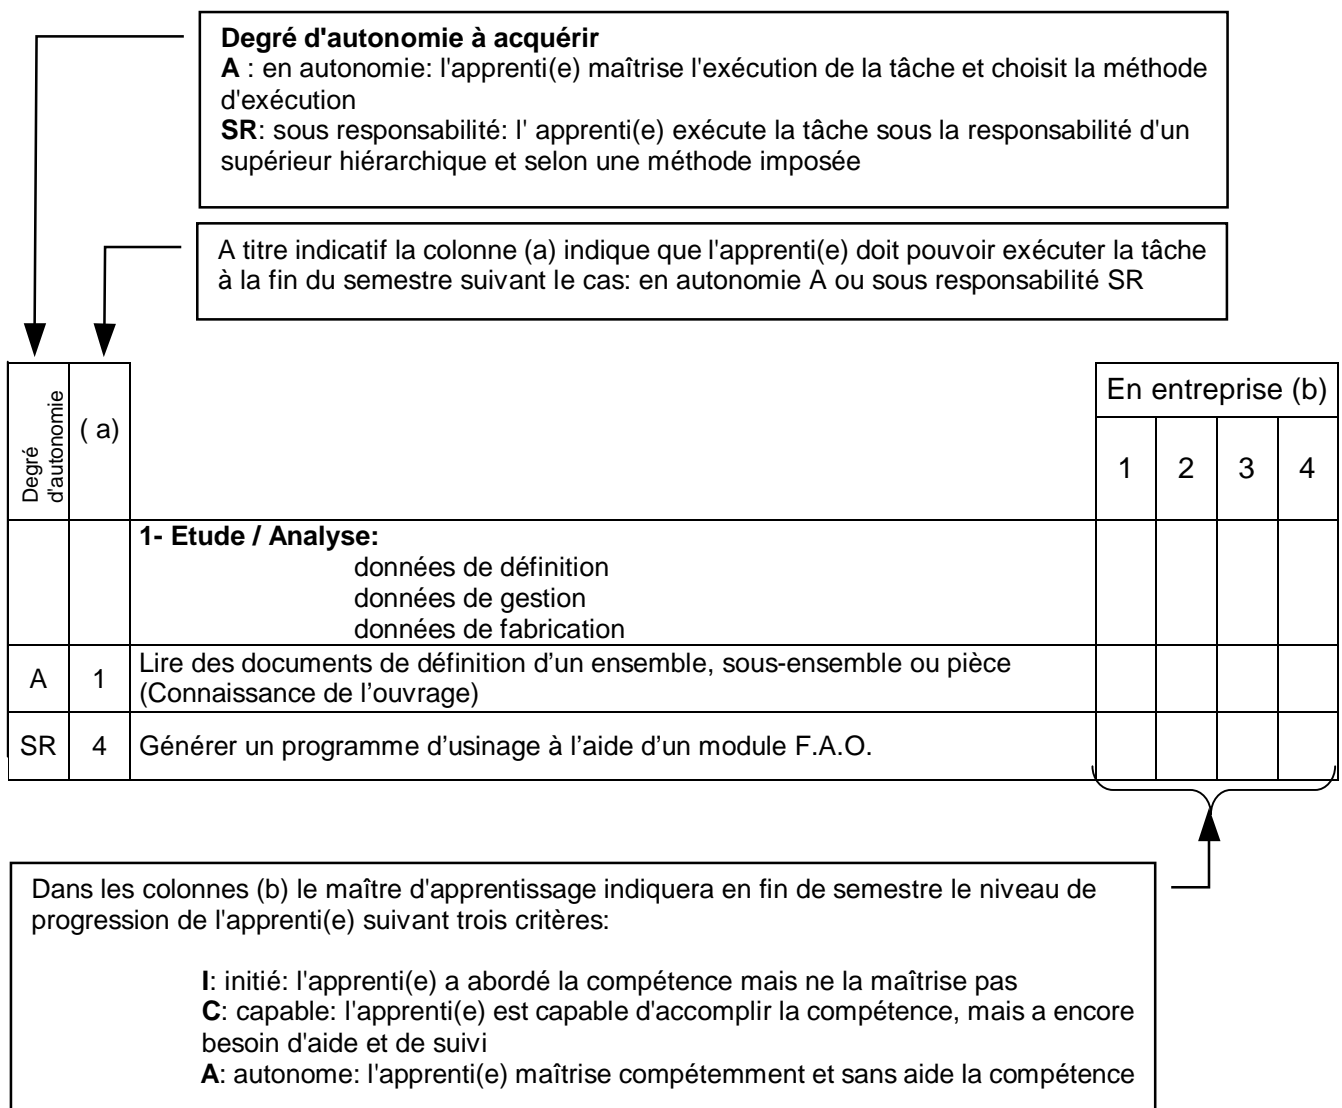 Degré d'autonomie à acquérir
A : en autonomie: l'apprenti(e) maîtrise l'exécution de la tâche et choisit la méthode
d'exécution
SR: sous responsabilité: l' apprenti(e) exécute la tâche sous la responsabilité d'un
supérieur hiérarchique et selon une méthode imposée
A titre indicatif la colonne (a) indique que l'apprenti(e) doit pouvoir exécuter la tâche
à la fin du semestre suivant le cas: en autonomie A ou sous responsabilité SR
Degré
d'autonomie
( a)
En entreprise (b)
1 2 3 4
1- Etude / Analyse:
données de définition
données de gestion
données de fabrication
A 1 Lire des documents de définition d’un ensemble, sous-ensemble ou pièce
(Connaissance de l’ouvrage)
SR 4 Générer un programme d’usinage à l’aide d’un module F.A.O.
Dans les colonnes (b) le maître d'apprentissage indiquera en fin de semestre le niveau de
progression de l'apprenti(e) suivant trois critères:
I: initié: l'apprenti(e) a abordé la compétence mais ne la maîtrise pas
C: capable: l'apprenti(e) est capable d'accomplir la compétence, mais a encore
besoin d'aide et de suivi
A: autonome: l'apprenti(e) maîtrise compétemment et sans aide la compétence